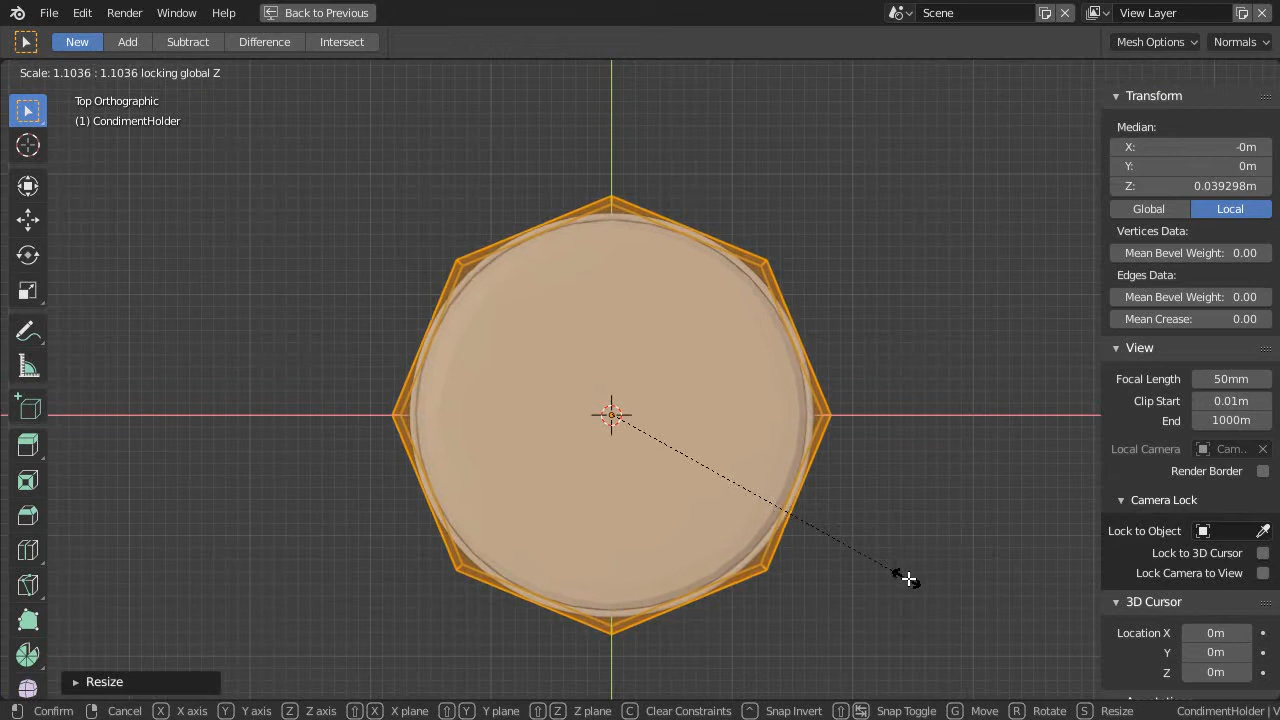 File Edit Render Window Help Back to Previous Scene View Layer
New Add Subtract Difference Intersect Mesh Options Normals
Scale: 1.1036 : 1.1036 locking global Z
Top Orthographic
(1) CondimentHolder
Transform
Median:
X: -0m
Y: 0m
Z: 0.039298m
Global Local
Vertices Data:
Mean Bevel Weight: 0.00
Edges Data:
Mean Bevel Weight: 0.00
Mean Crease: 0.00
View
Focal Length 50mm
Clip Start 0.01m
End 1000m
Local Camera Cam..
Render Border
Camera Lock
Lock to Object
Lock to 3D Cursor
Lock Camera to View
3D Cursor
Location X 0m
Y 0m
Z 0m
Resize
Confirm Cancel X X axis Y Y axis Z Z axis X X plane Y Y plane Z Z plane C Clear Constraints ^ Snap Invert Snap Toggle G Move R Rotate S Resize CondimentHolder | V